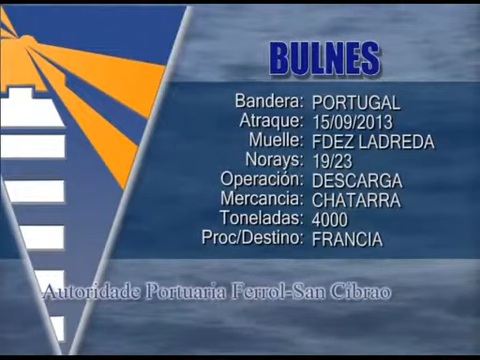 BULNES
Bandera: PORTUGAL
Atraque: 15/09/2013
Muelle: FDEZ LADREDA
Norays: 19/23
Operación: DESCARGA
Mercancia: CHATARRA
Toneladas: 4000
Proc/Destino: FRANCIA
Autoridade Portuaria Ferrol-San Cibrao